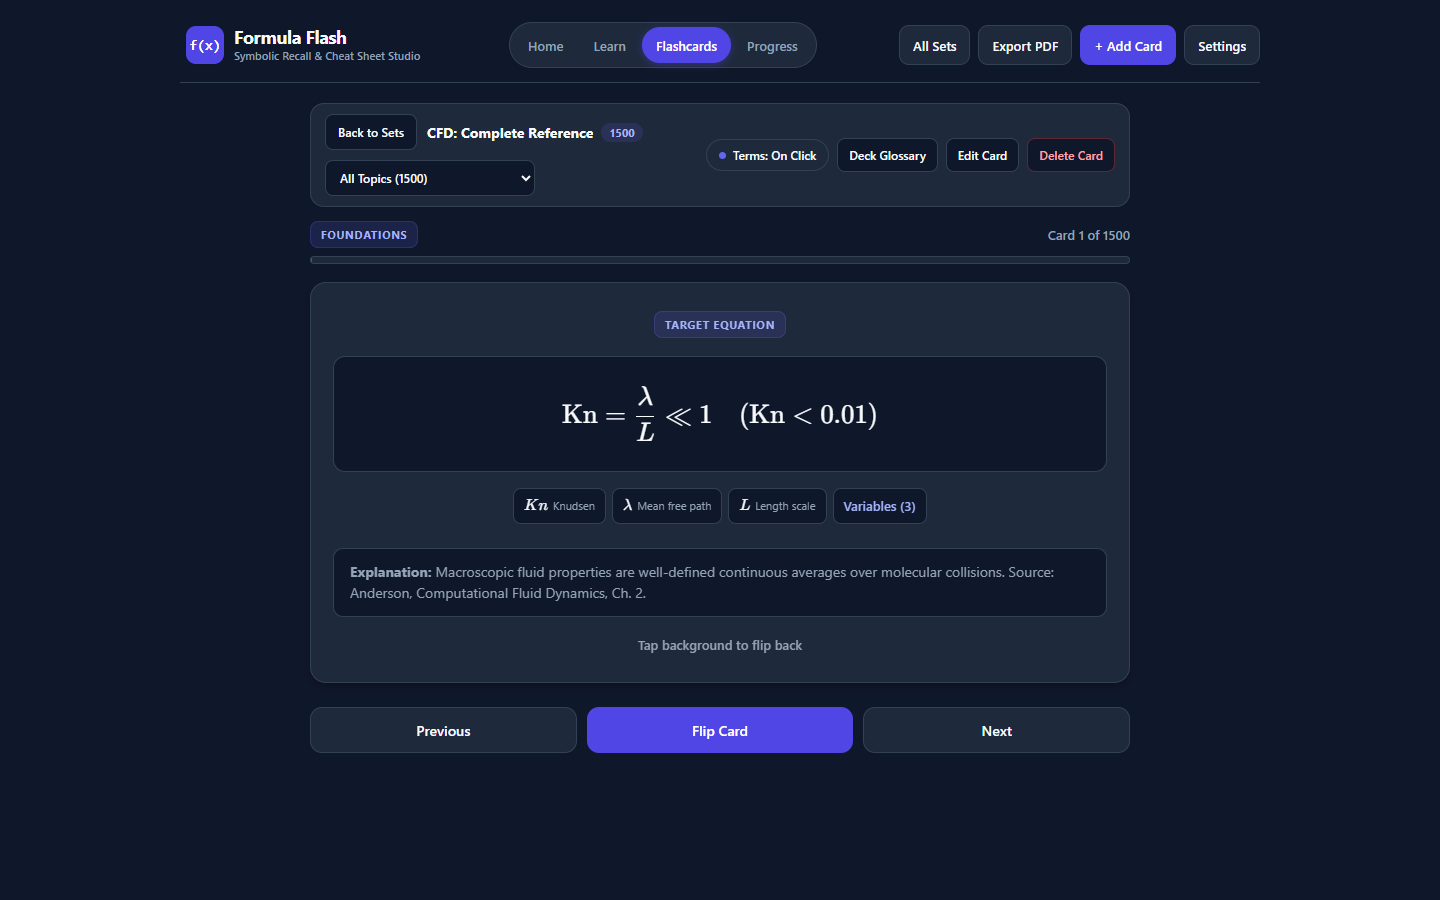 f(x)
Formula Flash
Symbolic Recall & Cheat Sheet Studio
Home
Learn
Flashcards
Progress
All Sets
Export PDF
+ Add Card
Settings
Back to Sets
CFD: Complete Reference
1500
All Topics (1500)
Terms: On Click
Deck Glossary
Edit Card
Delete Card
FOUNDATIONS
Card 1 of 1500
TARGET EQUATION
Kn = λ/L ≪ 1 (Kn < 0.01)
Kn Knudsen
λ Mean free path
L Length scale
Variables (3)
Explanation: Macroscopic fluid properties are well-defined continuous averages over molecular collisions. Source:
Anderson, Computational Fluid Dynamics, Ch. 2.
Tap background to flip back
Previous
Flip Card
Next